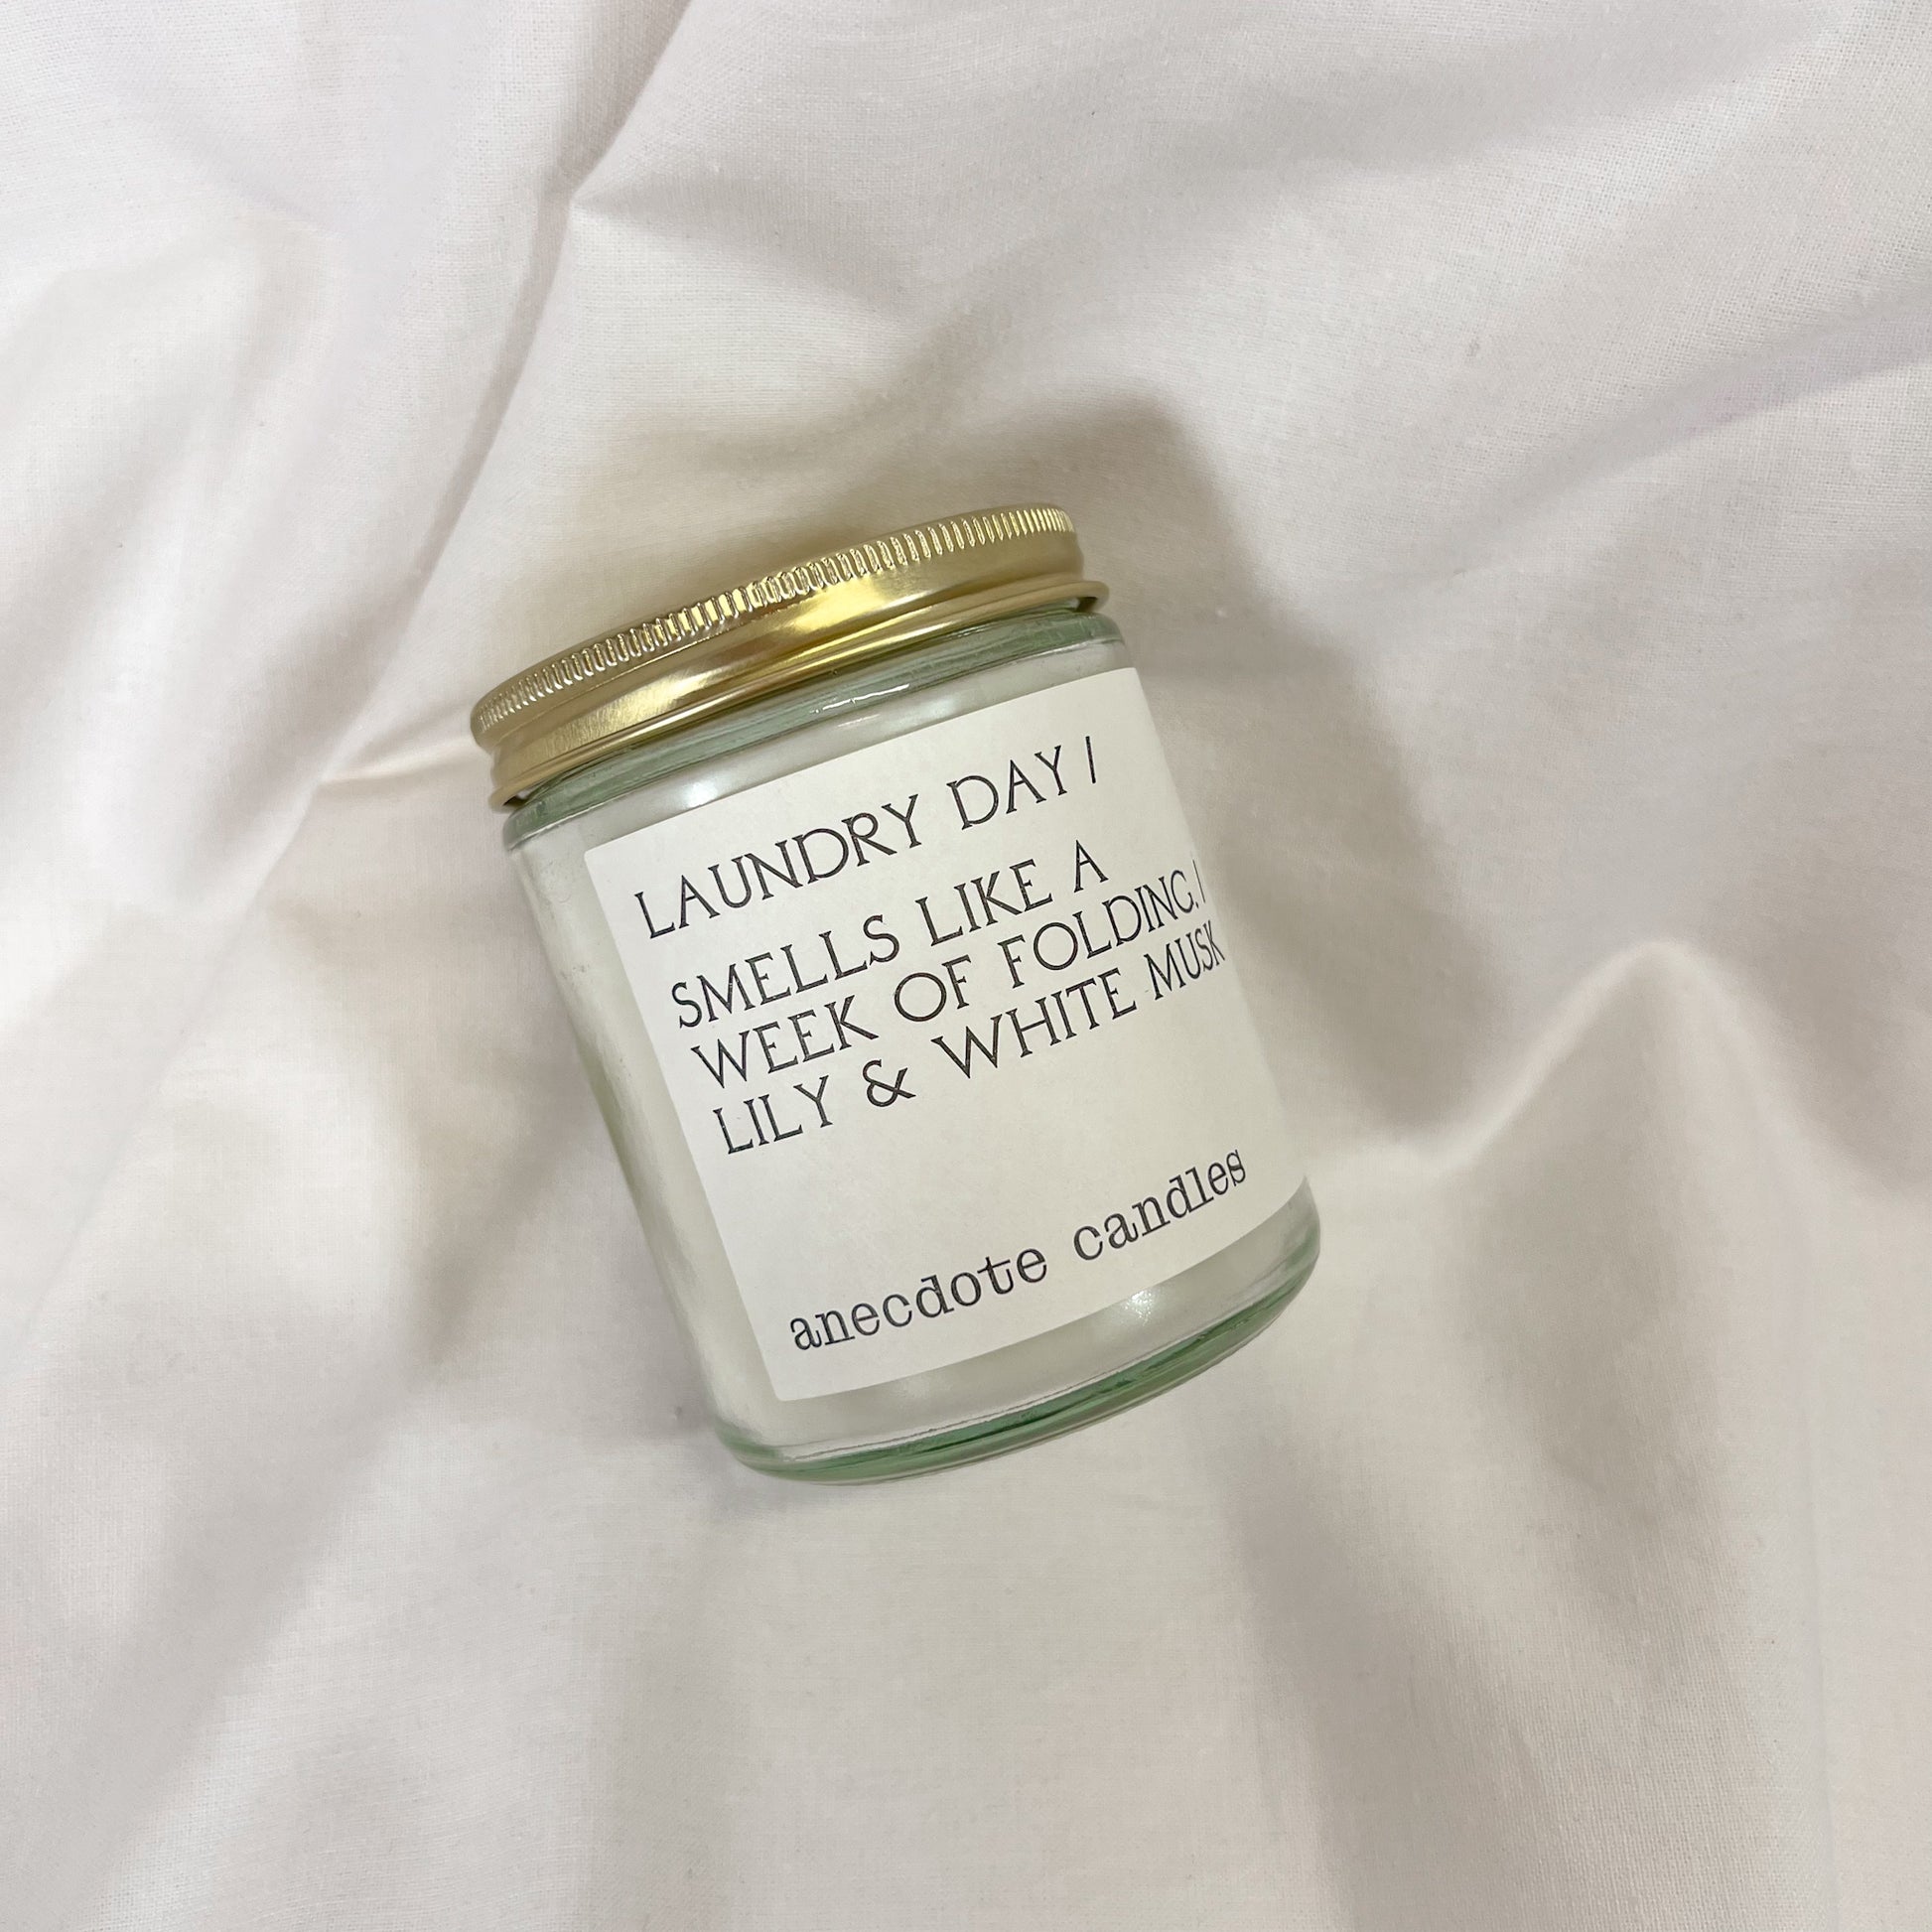 LAUNDRY DAY /
SMELLS LIKE A
WEEK OF FOLDING. /
LILY & WHITE MUSK
anecdote candles